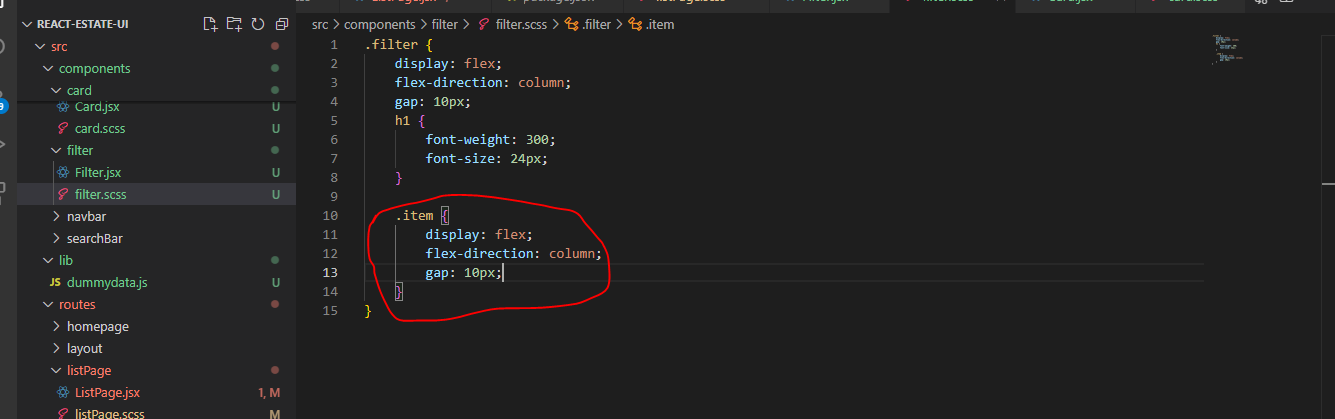 REACT-ESTATE-UI
src
components
card
Card.jsx U
card.scss U
filter
Filter.jsx U
filter.scss U
navbar
searchBar
lib
JS dummydata.js U
routes
homepage
layout
listPage
ListPage.jsx 1, M
listPage.scss M
src > components > filter > filter.scss > .filter > .item
1 .filter {
2 display: flex;
3 flex-direction: column;
4 gap: 10px;
5 h1 {
6 font-weight: 300;
7 font-size: 24px;
8 }
9
10 .item {
11 display: flex;
12 flex-direction: column;
13 gap: 10px;
14 }
15 }